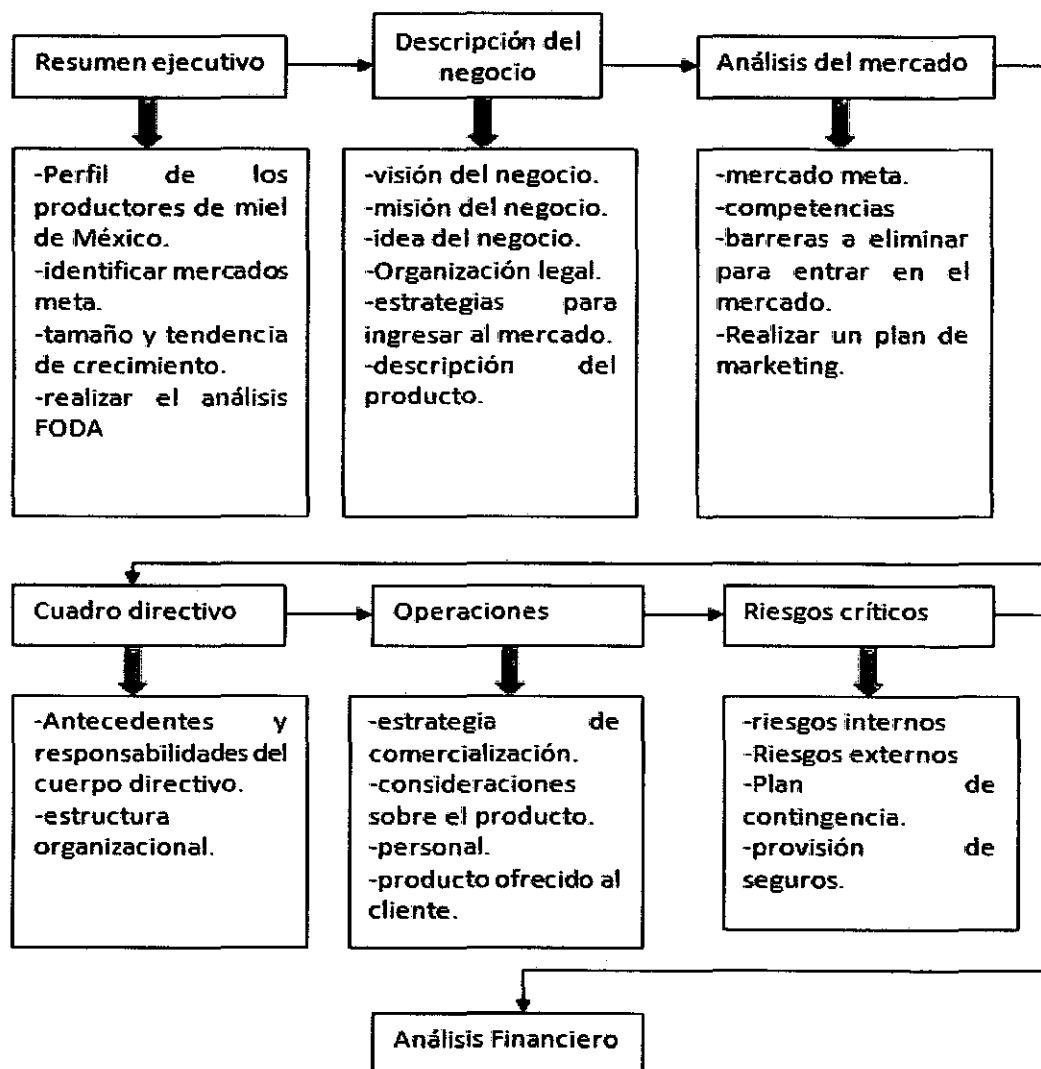 Resumen ejecutivo
Descripción del
negocio
Análisis del mercado
-Perfil de los
productores de miel
de México.
-identificar mercados
meta.
-tamaño y tendencia
de crecimiento.
-realizar el análisis
FODA
-visión del negocio.
-misión del negocio.
-idea del negocio.
-Organización legal.
-estrategias para
ingresar al mercado.
-descripción del
producto.
-mercado meta.
-competencias
-barreras a eliminar
para entrar en el
mercado.
-Realizar un plan de
marketing.
Cuadro directivo
Operaciones
Riesgos críticos
-Antecedentes y
responsabilidades del
cuerpo directivo.
-estructura
organizacional.
-estrategia de
comercialización.
-consideraciones
sobre el producto.
-personal.
-producto ofrecido al
cliente.
-riesgos internos
-Riesgos externos
-Plan de
contingencia.
-provisión de
seguros.
Análisis Financiero